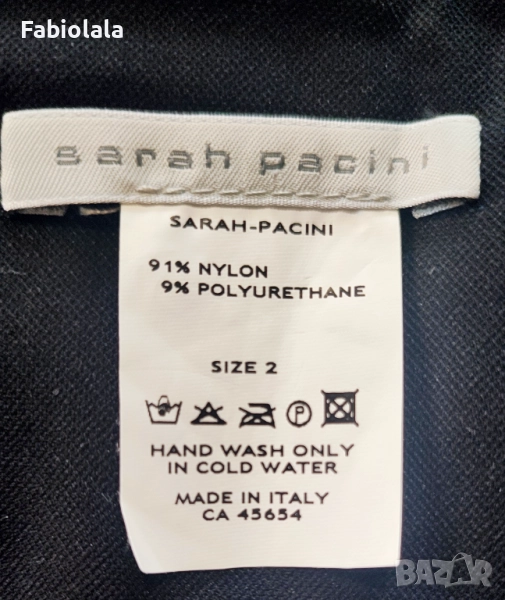 Fabiolala
sarah pacini
SARAH-PACINI
91% NYLON
9% POLYURETHANE
SIZE 2
P
HAND WASH ONLY
IN COLD WATER
MADE IN ITALY
CA 45654
BAZAR